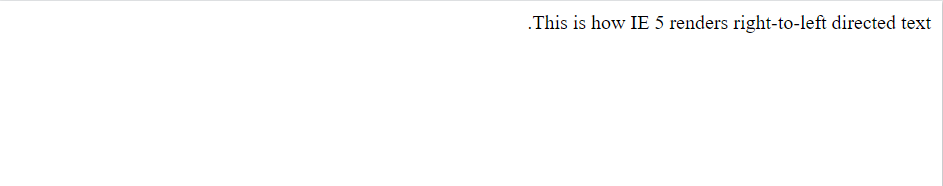 .This is how IE 5 renders right-to-left directed text